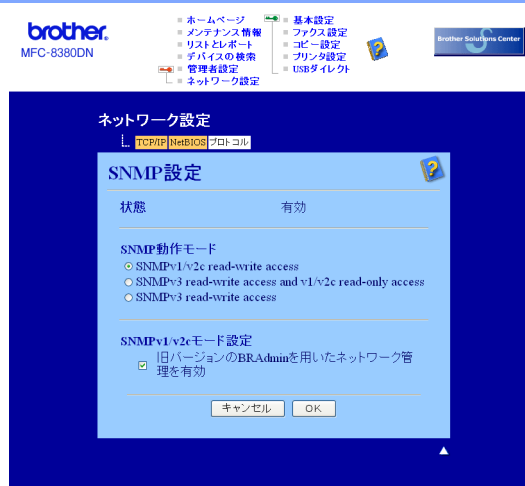 brother
MFC-8380DN
ホームページ
メンテナンス情報
リストとレポート
デバイスの検索
管理者設定
ネットワーク設定
基本設定
ファクス設定
コピー設定
プリンタ設定
USBダイレクト
Brother Solutions Center
ネットワーク設定
TCP/IP NetBIOS プロトコル
SNMP設定
状態 有効
SNMP動作モード
SNMPv1/v2c read-write access
SNMPv3 read-write access and v1/v2c read-only access
SNMPv3 read-write access
SNMPv1/v2cモード設定
旧バージョンのBRAdminを用いたネットワーク管
理を有効
キャンセル OK